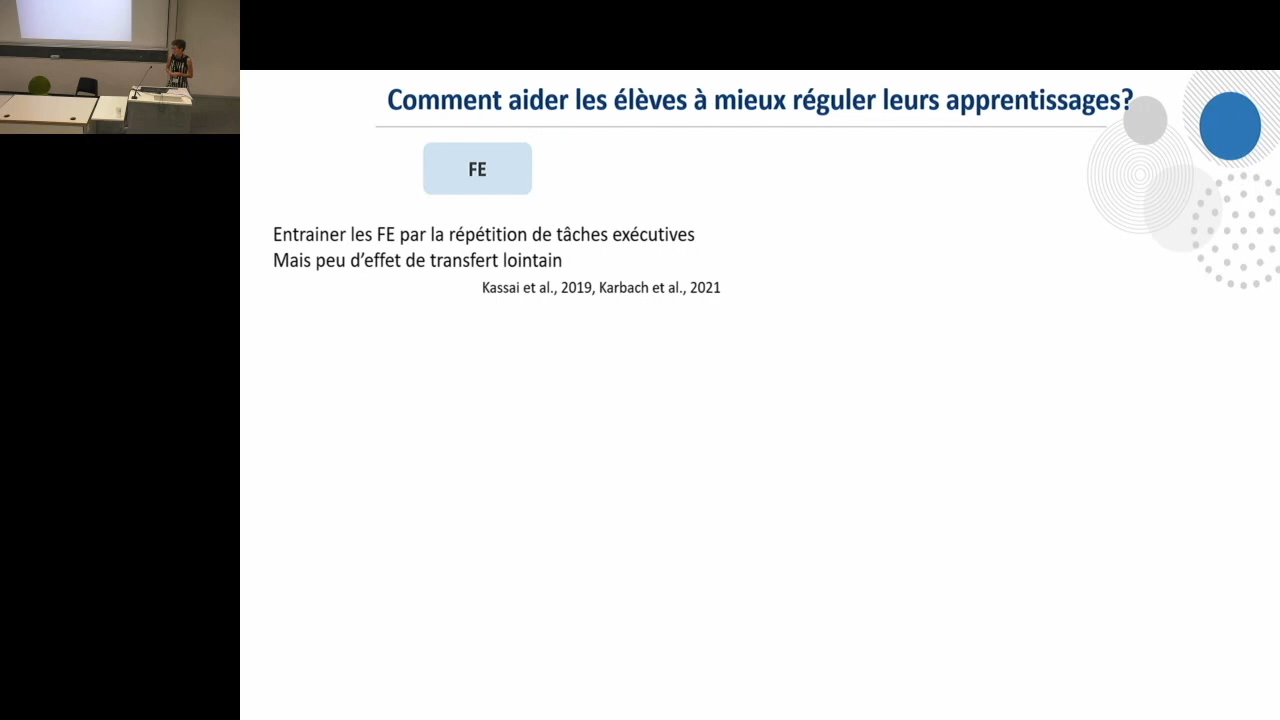 Comment aider les élèves à mieux réguler leurs apprentissages?
FE
Entrainer les FE par la répétition de tâches exécutives
Mais peu d'effet de transfert lointain
Kassai et al., 2019, Karbach et al., 2021